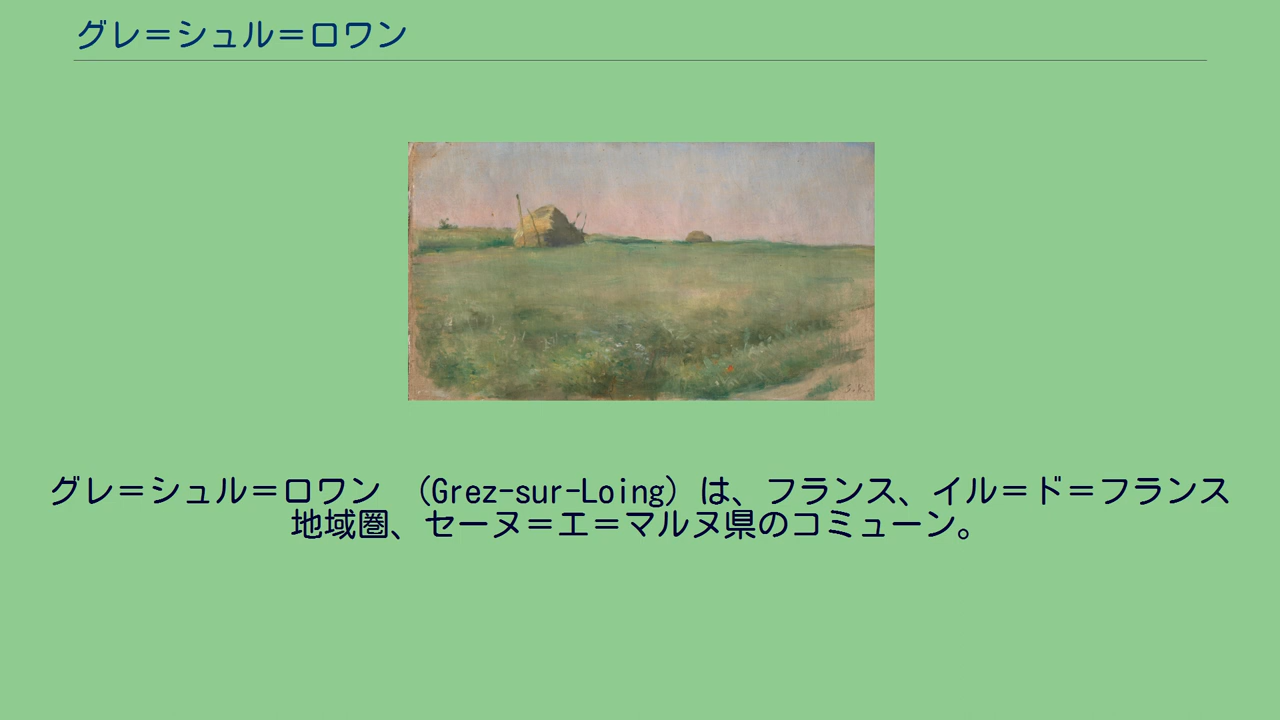 グレ＝シュル＝ロワン
グレ＝シュル＝ロワン　（Grez-sur-Loing）は、フランス、イル＝ド＝フランス
地域圏、セーヌ＝エ＝マルヌ県のコミューン。